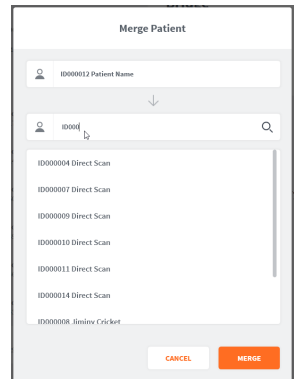 Merge Patient
ID000012 Patient Name
ID000
ID000004 Direct Scan
ID000007 Direct Scan
ID000009 Direct Scan
ID000010 Direct Scan
ID000011 Direct Scan
ID000014 Direct Scan
ID000008 Jiminy Cricket
CANCEL
MERGE